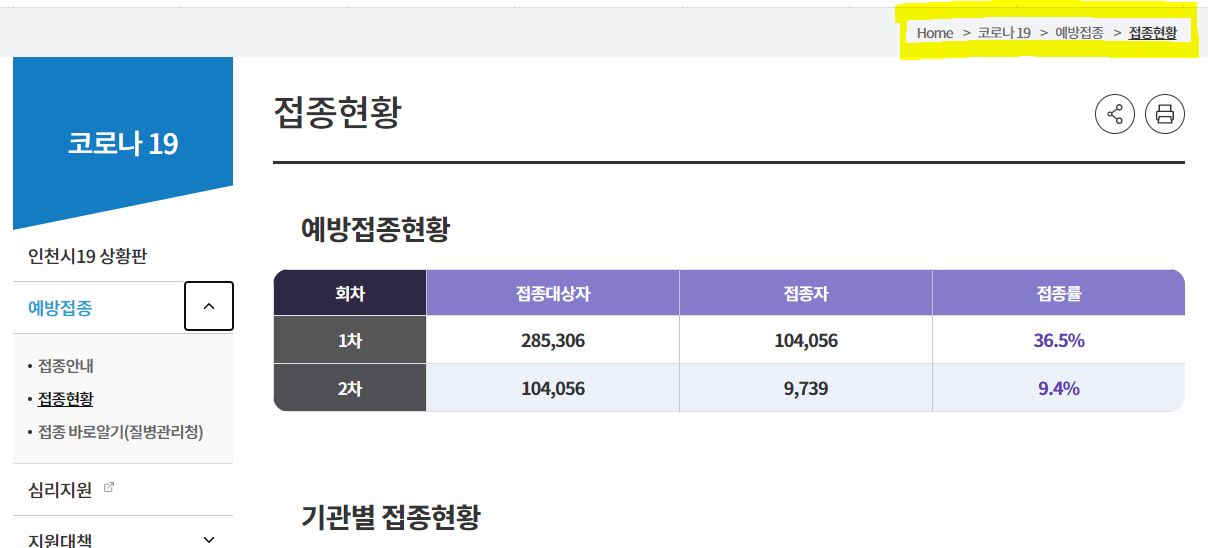 Home > 코로나 19 > 예방접종 > 접종현황
코로나 19
인천시19 상황판
예방접종
접종안내
접종현황
접종 바로알기(질병관리청)
심리지원
지원대책
접종현황
예방접종현황
회차 접종대상자 접종자 접종률
1차 285,306 104,056 36.5%
2차 104,056 9,739 9.4%
기관별 접종현황